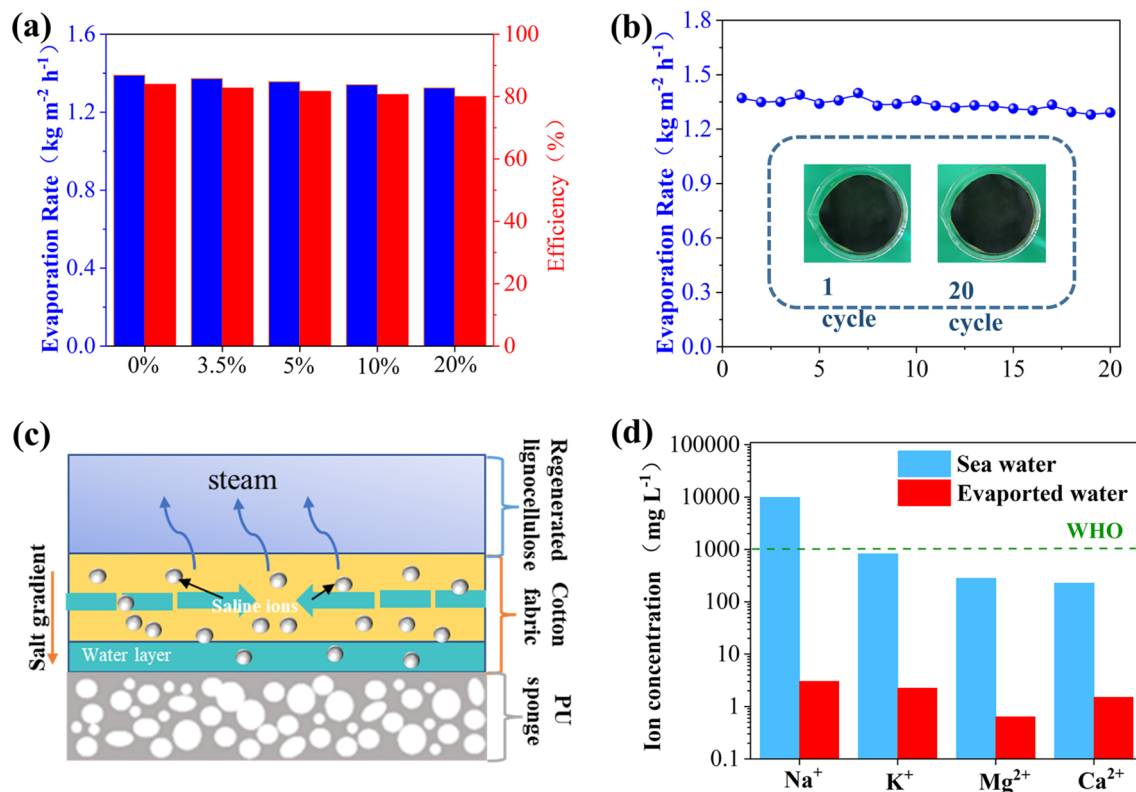 (a)
Evaporation Rate（kg m⁻² h⁻¹）
1.6
1.2
0.8
0.4
0.0
100
80
60
40
20
0
Efficiency（%）
0% 3.5% 5% 10% 20%
(b)
Evaporation Rate（kg m⁻² h⁻¹）
1.8
1.5
1.2
0.9
0.6
0.3
0.0
1
cycle
20
cycle
0 5 10 15 20
(c)
Salt gradient
steam
Saline ions
Water layer
Regenerated
lignocellulose
Cotton
fabric
PU
sponge
(d)
Ion concentration （mg L⁻¹）
100000
10000
1000
100
10
1
0.1
Sea water
Evaported water
WHO
Na⁺ K⁺ Mg²⁺ Ca²⁺